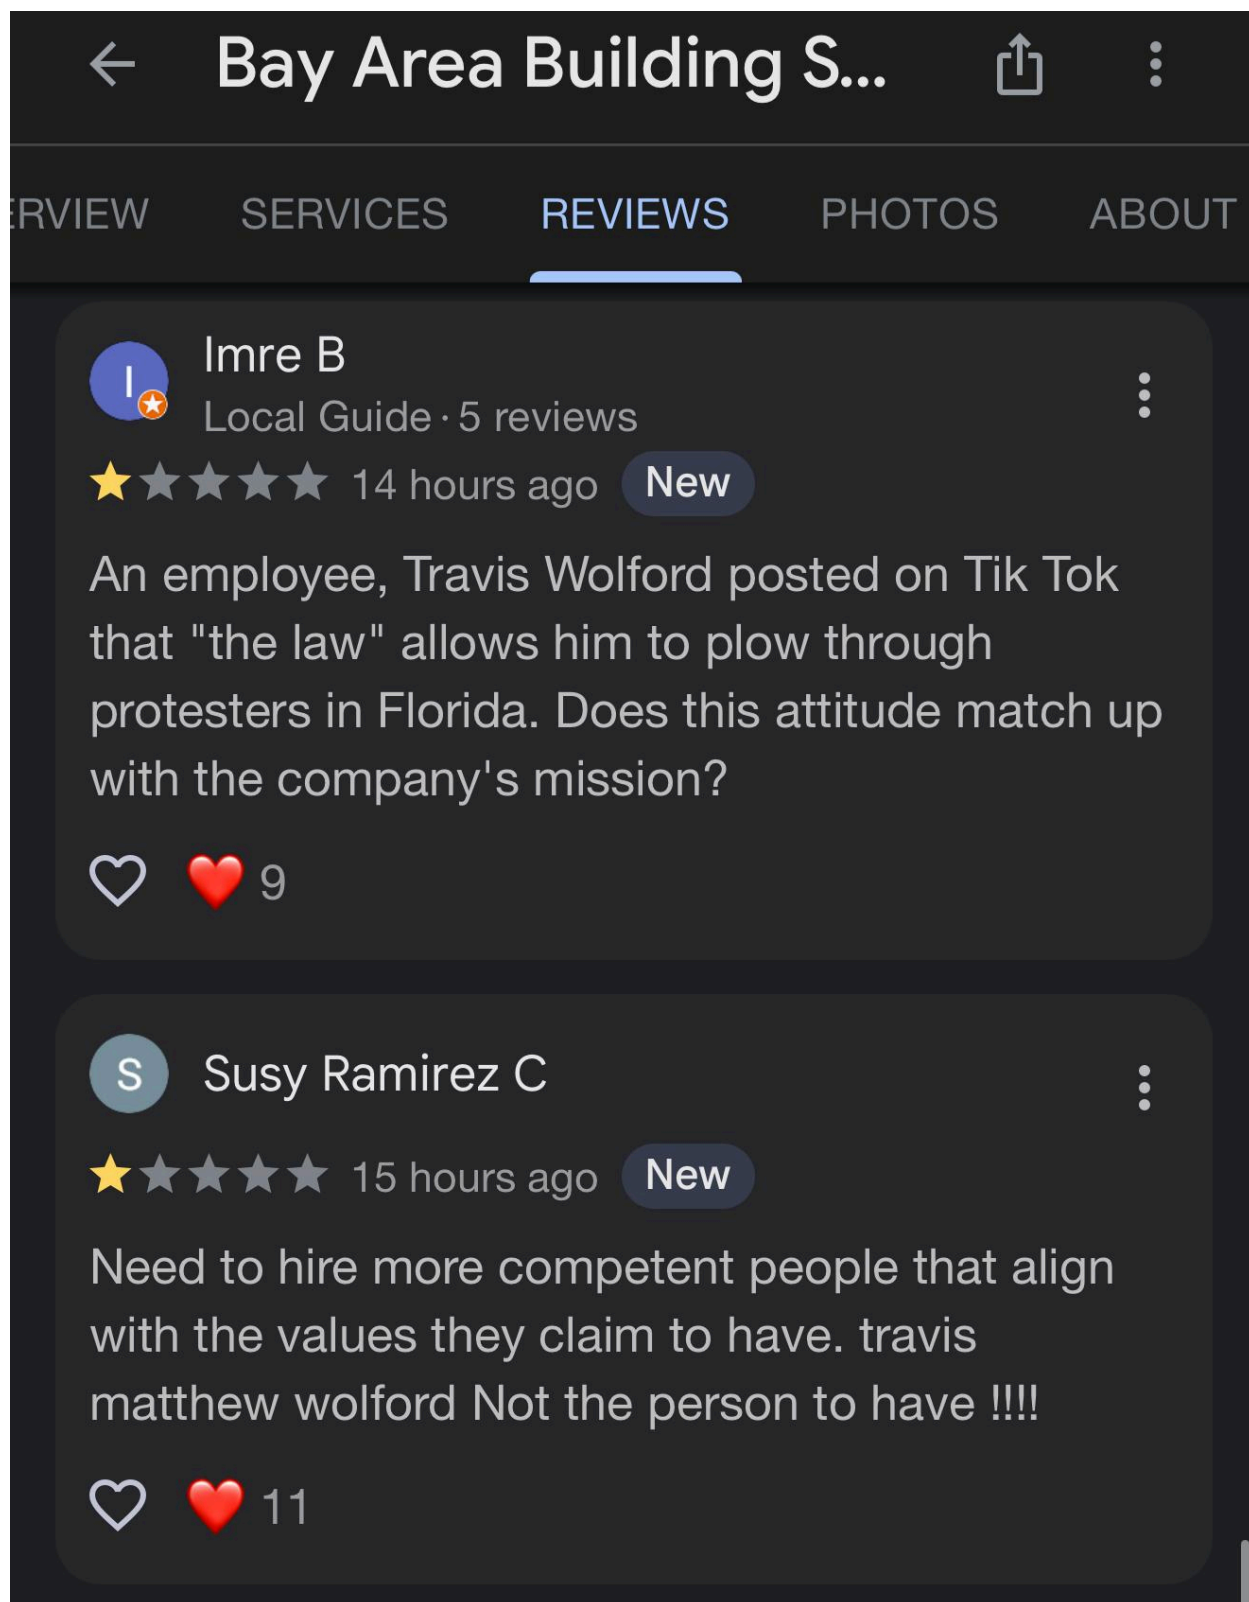 Bay Area Building S...
ERVIEW SERVICES REVIEWS PHOTOS ABOUT
I
Imre B
Local Guide · 5 reviews
14 hours ago New
An employee, Travis Wolford posted on Tik Tok
that "the law" allows him to plow through
protesters in Florida. Does this attitude match up
with the company's mission?
9
S
Susy Ramirez C
15 hours ago New
Need to hire more competent people that align
with the values they claim to have. travis
matthew wolford Not the person to have !!!!
11